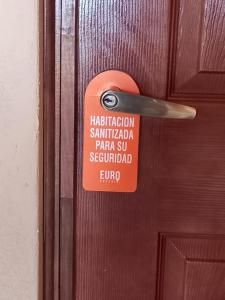 HABITACION
SANITIZADA
PARA SU
SEGURIDAD
EURO